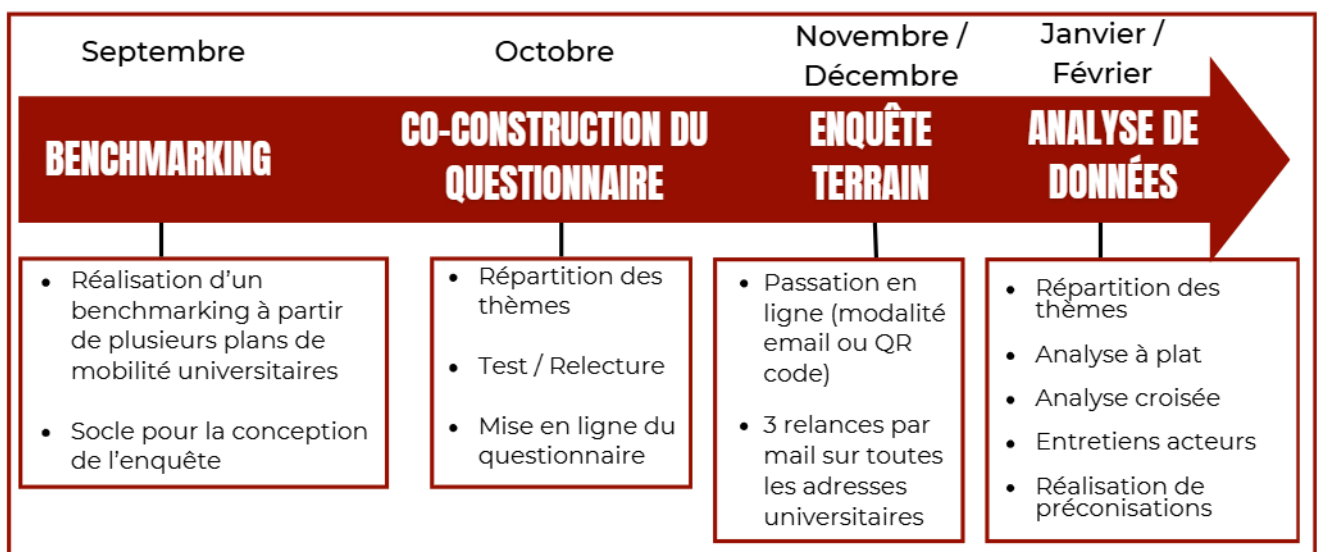 Septembre
Octobre
Novembre /
Décembre
Janvier /
Février
BENCHMARKING
CO-CONSTRUCTION DU
QUESTIONNAIRE
ENQUÊTE
TERRAIN
ANALYSE DE
DONNÉES
• Réalisation d’un
benchmarking à partir
de plusieurs plans de
mobilité universitaires
• Socle pour la conception
de l’enquête
• Répartition des
thèmes
• Test / Relecture
• Mise en ligne du
questionnaire
• Passation en
ligne (modalité
email ou QR
code)
• 3 relances par
mail sur toutes
les adresses
universitaires
• Répartition des
thèmes
• Analyse à plat
• Analyse croisée
• Entretiens acteurs
• Réalisation de
préconisations